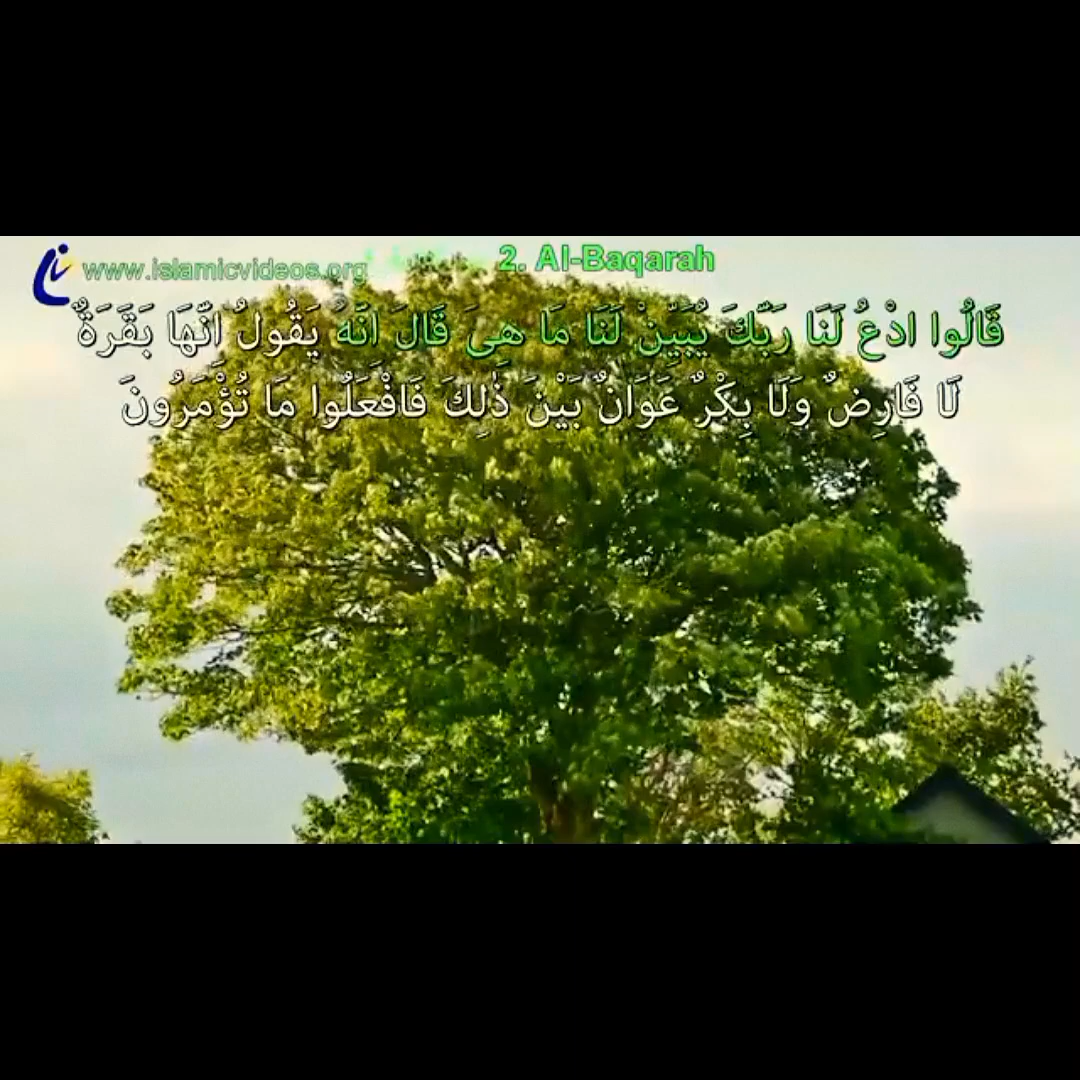 www.islamicvideos.org
2. Al-Baqarah
قَالُوا ادْعُ لَنَا رَبَّكَ يُبَيِّنْ لَنَا مَا هِيَ قَالَ اِنَّهُ يَقُولُ اِنَّهَا بَقَرَةٌ
لَا فَارِضٌ وَلَا بِكْرٌ عَوَانٌ بَيْنَ ذٰلِكَ فَافْعَلُوا مَا تُؤْمَرُونَ